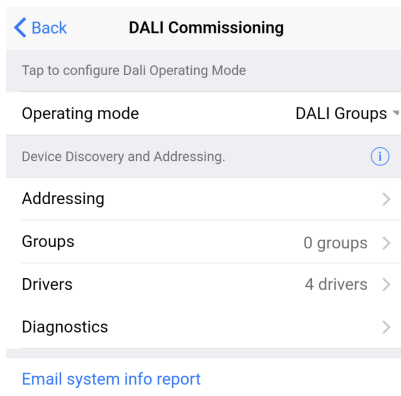 Back DALI Commissioning
Tap to configure Dali Operating Mode
Operating mode DALI Groups
Device Discovery and Addressing.
Addressing
Groups 0 groups
Drivers 4 drivers
Diagnostics
Email system info report